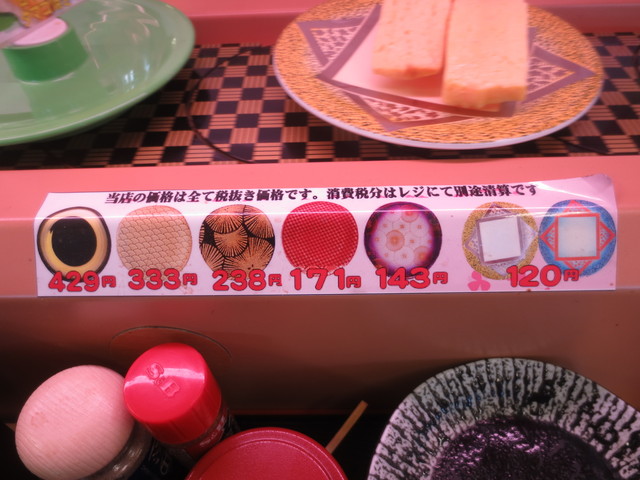 当店の価格は全て税抜き価格です。消費税分はレジにて別途清算です
429円 333円 238円 171円 143円 120円
S&B